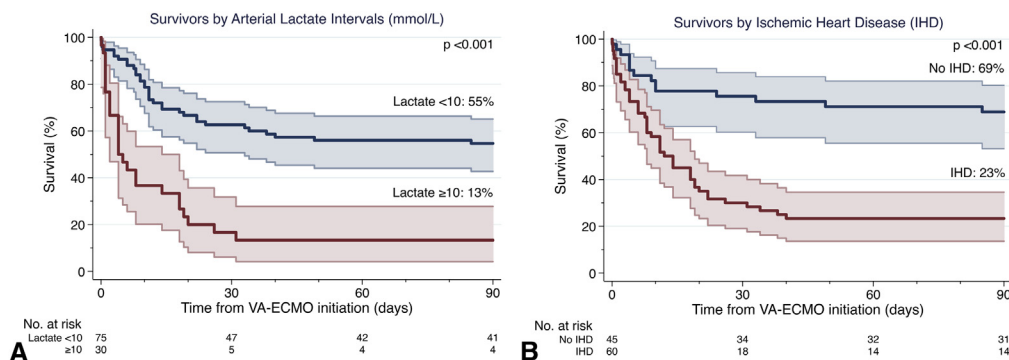 Survivors by Arterial Lactate Intervals (mmol/L)
p <0.001
Lactate <10: 55%
Lactate ≥10: 13%
Survival (%)
100
80
60
40
20
0
0 30 60 90
Time from VA-ECMO initiation (days)
No. at risk
Lactate <10 75 47 42 41
≥10 30 5 4 4
A
Survivors by Ischemic Heart Disease (IHD)
p <0.001
No IHD: 69%
IHD: 23%
Survival (%)
100
80
60
40
20
0
0 30 60 90
Time from VA-ECMO initiation (days)
No. at risk
No IHD 45 34 32 31
IHD 60 18 14 14
B